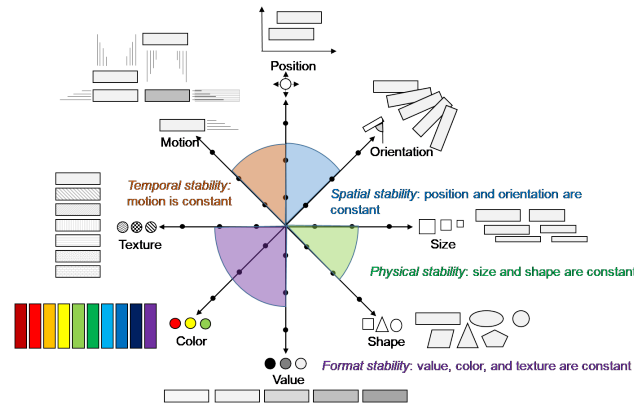 Position
Motion
Orientation
Temporal stability:
motion is constant
Spatial stability: position and orientation are
constant
Texture
Size
Physical stability: size and shape are constant
Color
Shape
Value
Format stability: value, color, and texture are constant